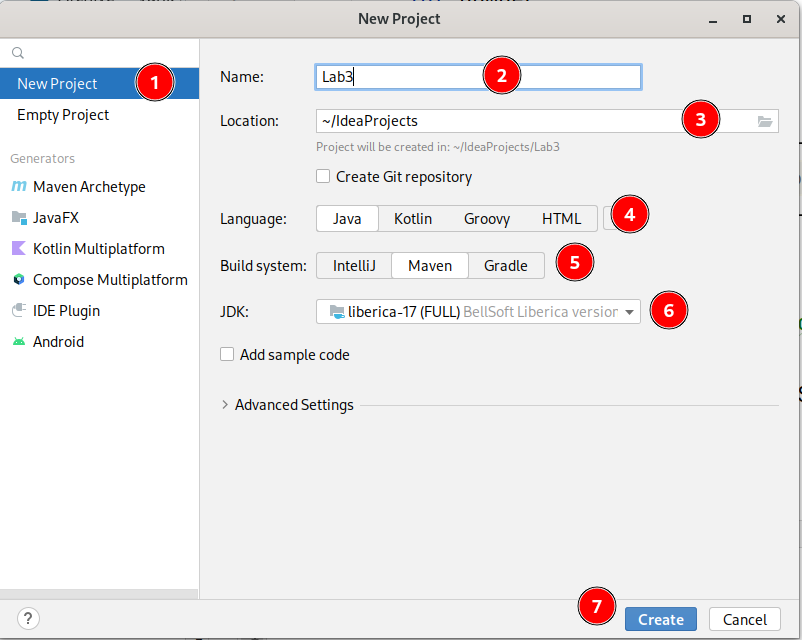 New Project
New Project 1
Empty Project
Generators
Maven Archetype
JavaFX
Kotlin Multiplatform
Compose Multiplatform
IDE Plugin
Android
Name: Lab3 2
Location: ~/IdeaProjects 3
Project will be created in: ~/IdeaProjects/Lab3
Create Git repository
Language: Java Kotlin Groovy HTML 4
Build system: IntelliJ Maven Gradle 5
JDK: liberica-17 (FULL) BellSoft Liberica version 6
Add sample code
Advanced Settings
? 7 Create Cancel